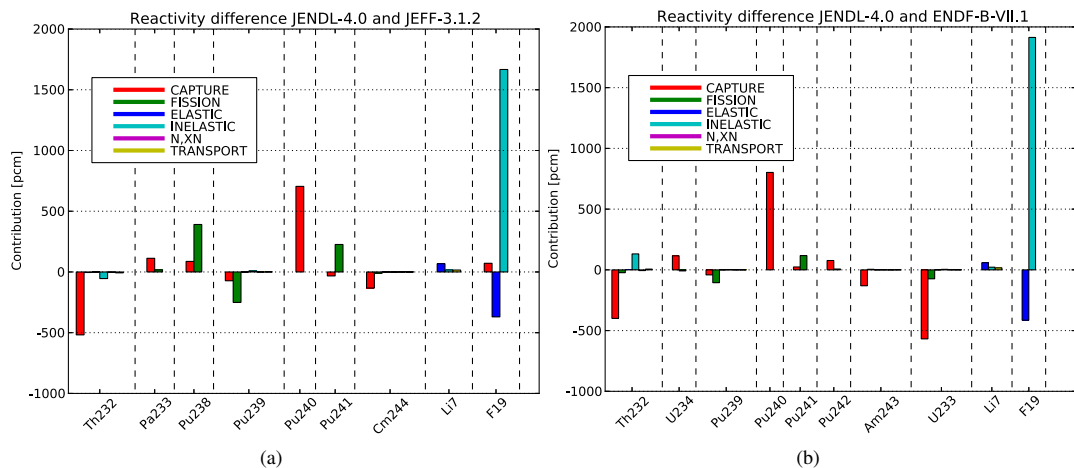 Reactivity difference JENDL-4.0 and JEFF-3.1.2
2000
1500
1000
500
0
-500
-1000
Contribution [pcm]
CAPTURE
FISSION
ELASTIC
INELASTIC
N,XN
TRANSPORT
Th232
Pa233
Pu238
Pu239
Pu240
Pu241
Cm244
Li7
F19
(a)
Reactivity difference JENDL-4.0 and ENDF-B-VII.1
2000
1500
1000
500
0
-500
-1000
Contribution [pcm]
CAPTURE
FISSION
ELASTIC
INELASTIC
N,XN
TRANSPORT
Th232
U234
Pu239
Pu240
Pu241
Pu242
Am243
U233
Li7
F19
(b)